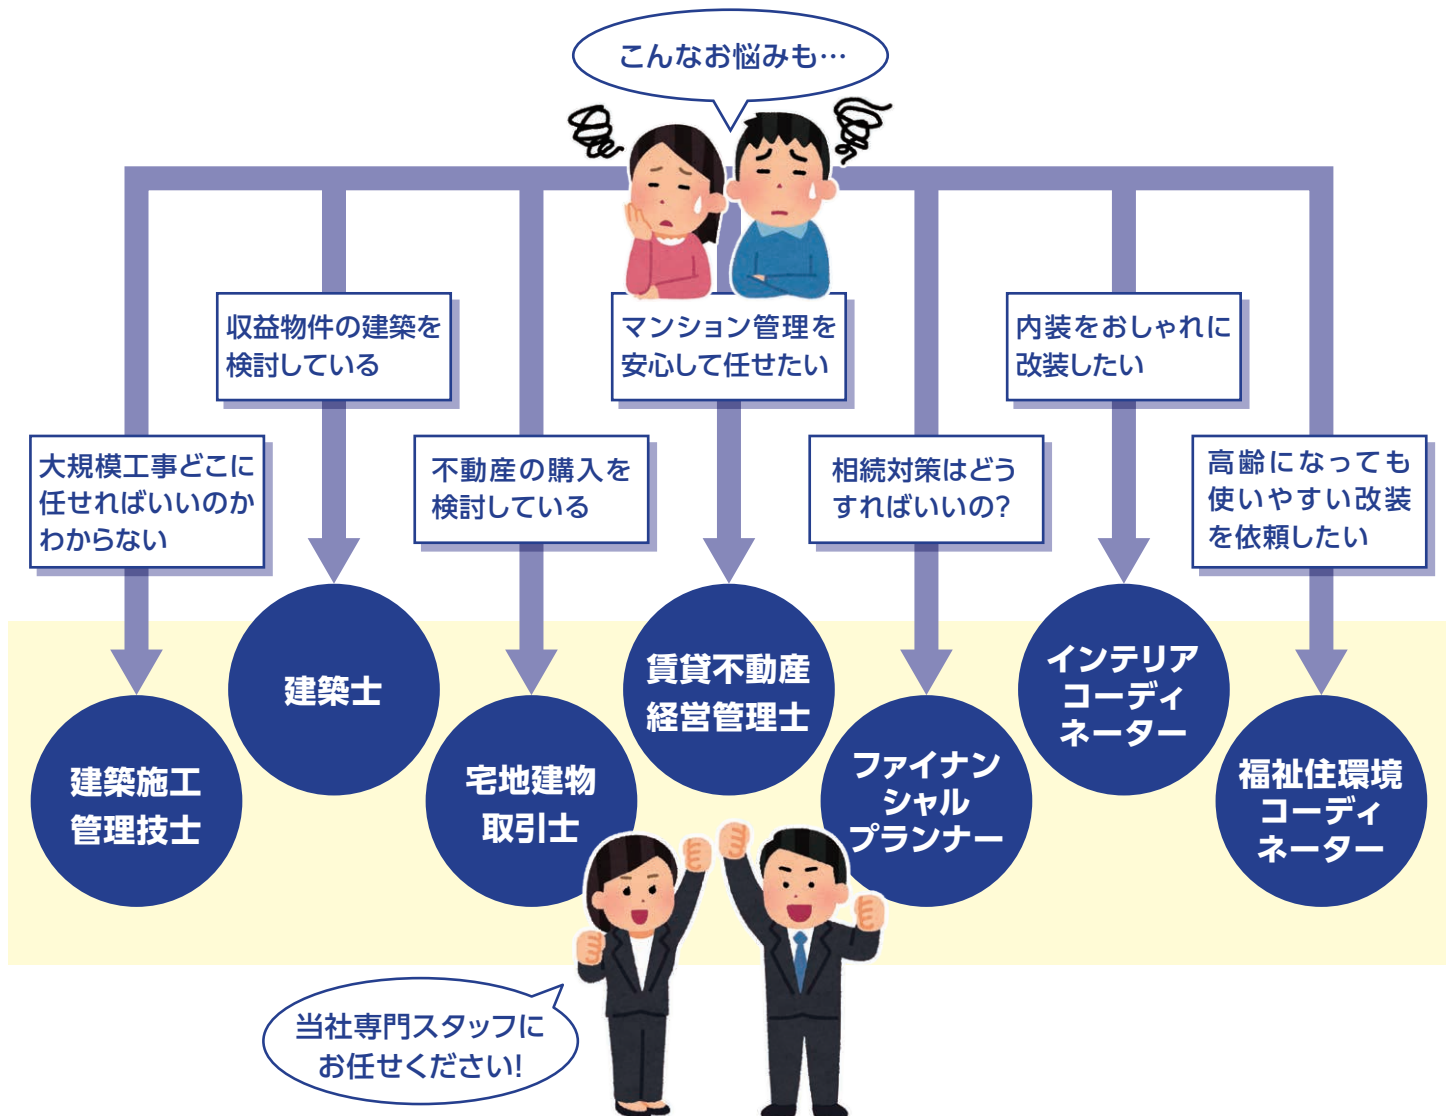 こんなお悩みも…
収益物件の建築を
検討している
マンション管理を
安心して任せたい
内装をおしゃれに
改装したい
大規模工事どこに
任せればいいのか
わからない
不動産の購入を
検討している
相続対策はどう
すればいいの?
高齢になっても
使いやすい改装
を依頼したい
建築施工
管理技士
建築士
宅地建物
取引士
賃貸不動産
経営管理士
ファイナン
シャル
プランナー
インテリア
コーディ
ネーター
福祉住環境
コーディ
ネーター
当社専門スタッフに
お任せください!